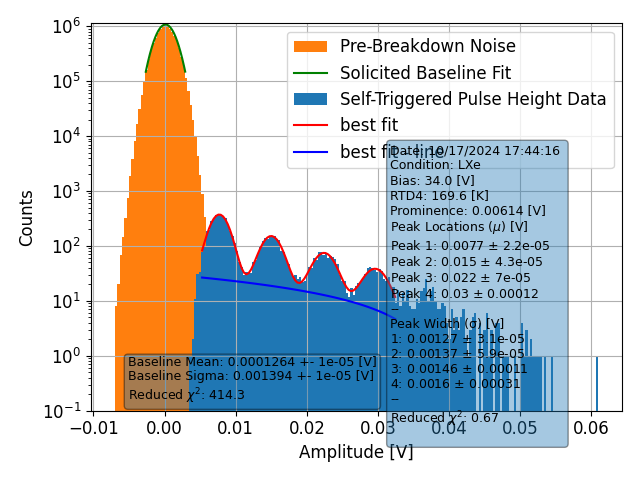 Pre-Breakdown Noise
Solicited Baseline Fit
Self-Triggered Pulse Height Data
best fit
best fit - line
Date: 10/17/2024 17:44:16
Condition: LXe
Bias: 34.0 [V]
RTD4: 169.6 [K]
Prominence: 0.00614 [V]
Peak Locations (μ) [V]
Peak 1: 0.0077 ± 2.2e-05
Peak 2: 0.015 ± 4.3e-05
Peak 3: 0.022 ± 7e-05
Peak 4: 0.03 ± 0.00012
--
Peak Width (σ) [V]
1: 0.00127 ± 3.1e-05
2: 0.00137 ± 5.9e-05
3: 0.00146 ± 0.00011
4: 0.0016 ± 0.00031
--
Reduced χ²: 0.67
Baseline Mean: 0.0001264 +- 1e-05 [V]
Baseline Sigma: 0.001394 +- 1e-05 [V]
Reduced χ²: 414.3
Counts
10⁶
10⁵
10⁴
10³
10²
10¹
10⁰
10⁻¹
−0.01 0.00 0.01 0.02 0.03 0.04 0.05 0.06
Amplitude [V]